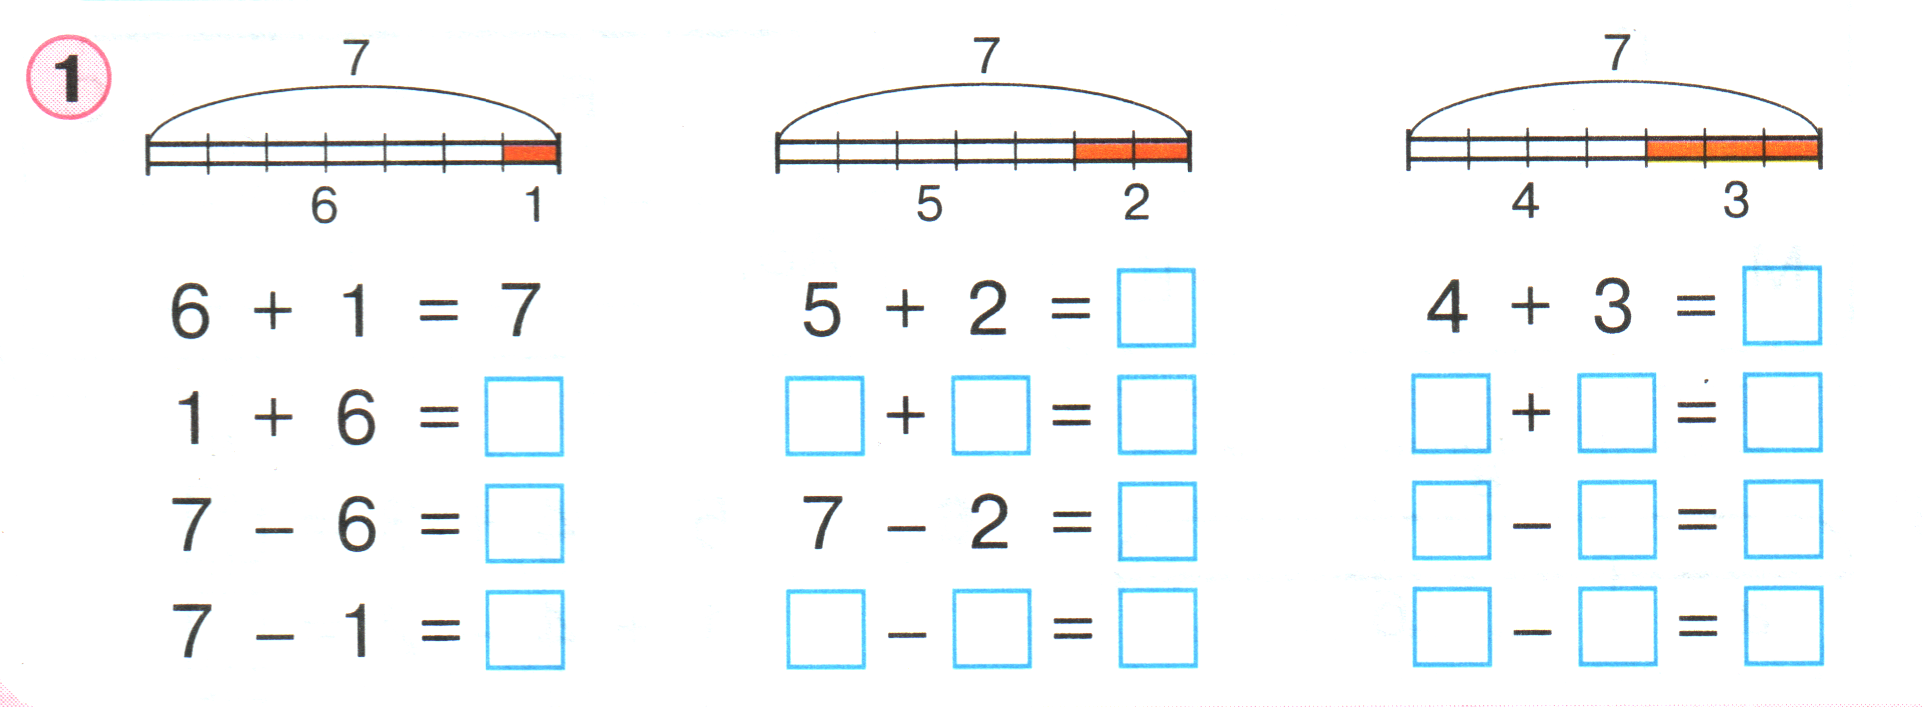 1
7 7 7
6 1 5 2 4 3
6 + 1 = 7 5 + 2 = □ 4 + 3 = □
1 + 6 = □ □ + □ = □ □ + □ = □
7 − 6 = □ 7 − 2 = □ □ − □ = □
7 − 1 = □ □ − □ = □ □ − □ = □